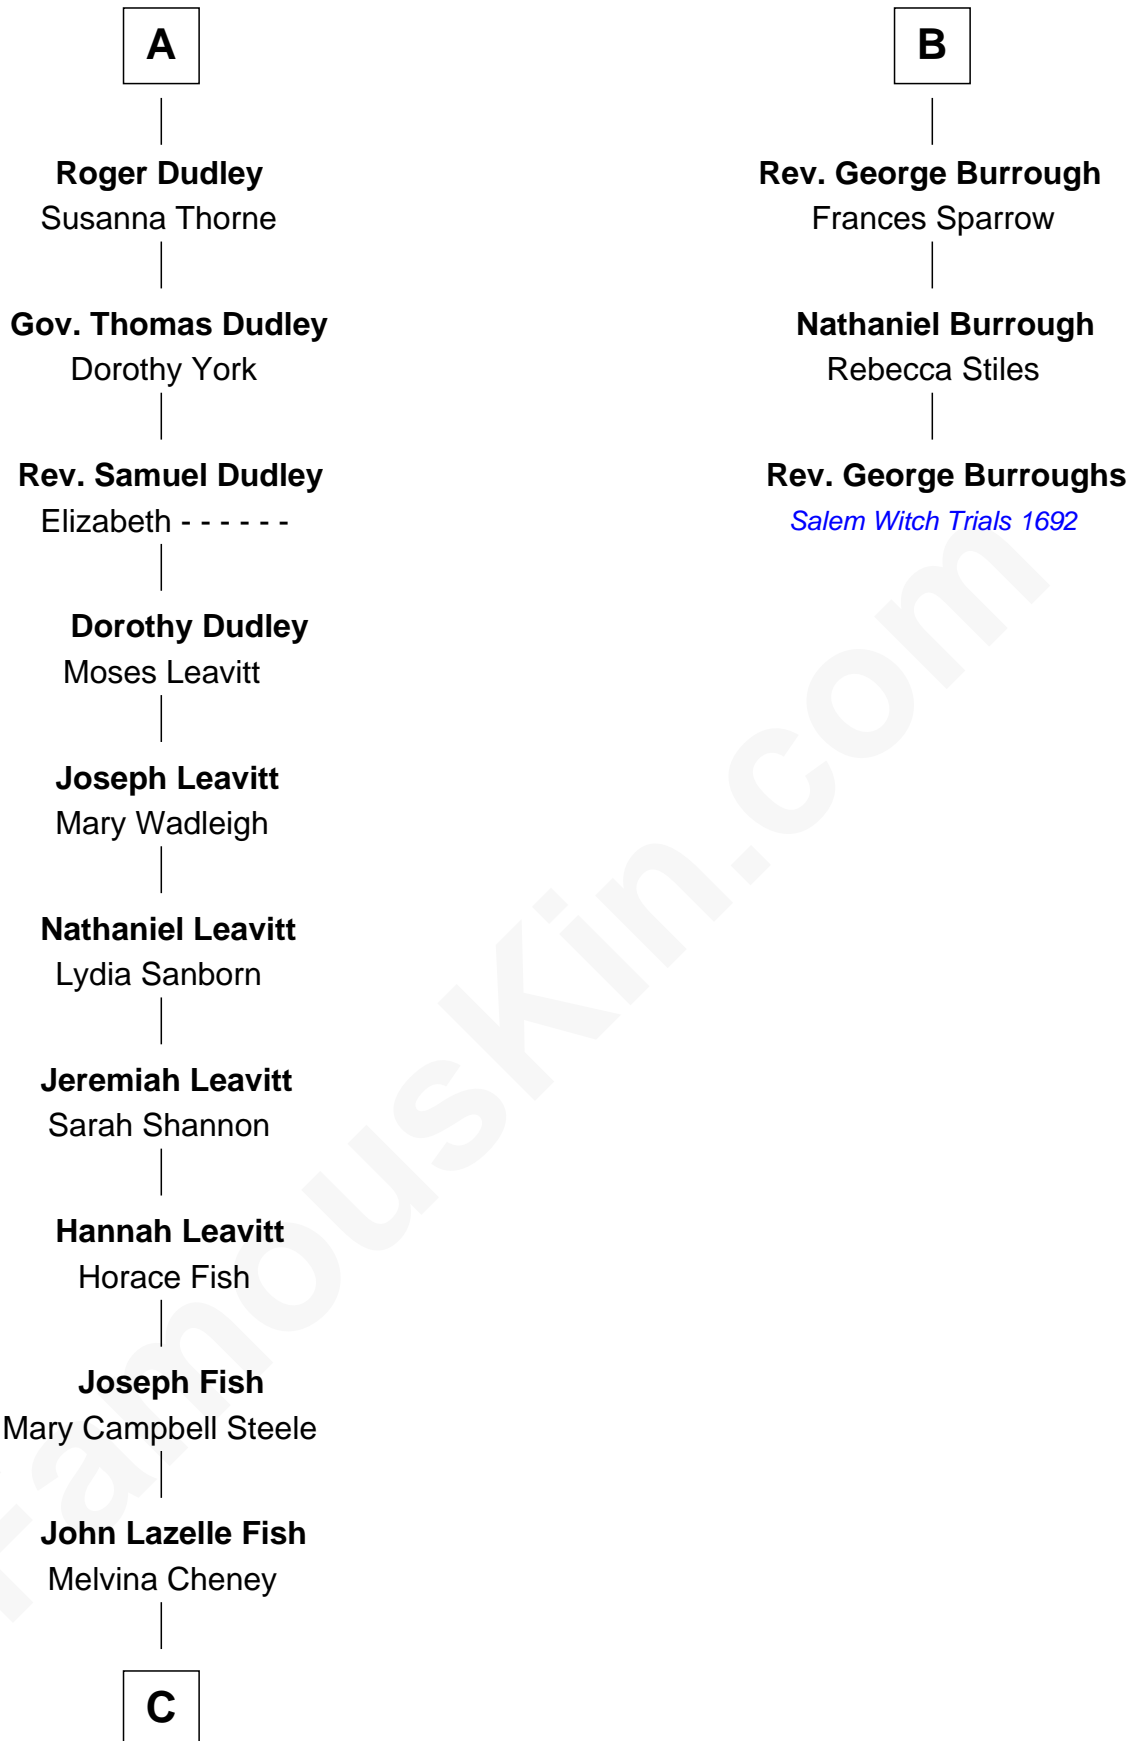 A
Roger Dudley
Susanna Thorne
Gov. Thomas Dudley
Dorothy York
Rev. Samuel Dudley
Elizabeth - - - - - -
Dorothy Dudley
Moses Leavitt
Joseph Leavitt
Mary Wadleigh
Nathaniel Leavitt
Lydia Sanborn
Jeremiah Leavitt
Sarah Shannon
Hannah Leavitt
Horace Fish
Joseph Fish
Mary Campbell Steele
John Lazelle Fish
Melvina Cheney
C
B
Rev. George Burrough
Frances Sparrow
Nathaniel Burrough
Rebecca Stiles
Rev. George Burroughs
Salem Witch Trials 1692
FamousKin.com